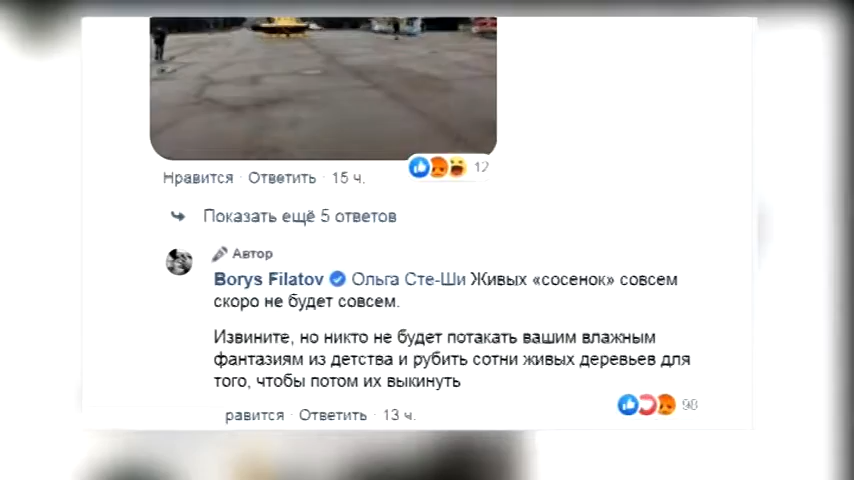 Нравится · Ответить · 15 ч.
12
Показать ещё 5 ответов
Автор
Borys Filatov Ольга Сте-Ши Живых «сосенок» совсем
скоро не будет совсем.
Извините, но никто не будет потакать вашим влажным
фантазиям из детства и рубить сотни живых деревьев для
того, чтобы потом их выкинуть
равится · Ответить · 13 ч.
98